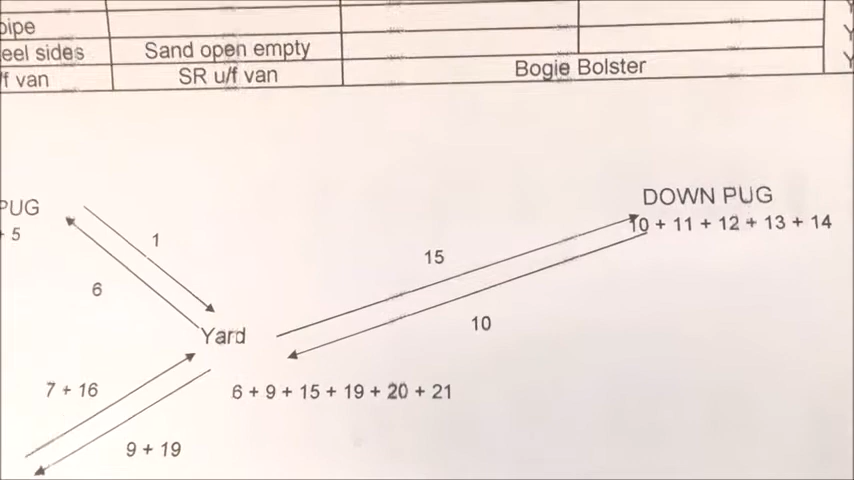 pipe
eel sides Sand open empty
/f van SR u/f van Bogie Bolster
PUG DOWN PUG
+ 5 10 + 11 + 12 + 13 + 14
1
15
6
10
Yard
7 + 16 6 + 9 + 15 + 19 + 20 + 21
9 + 19